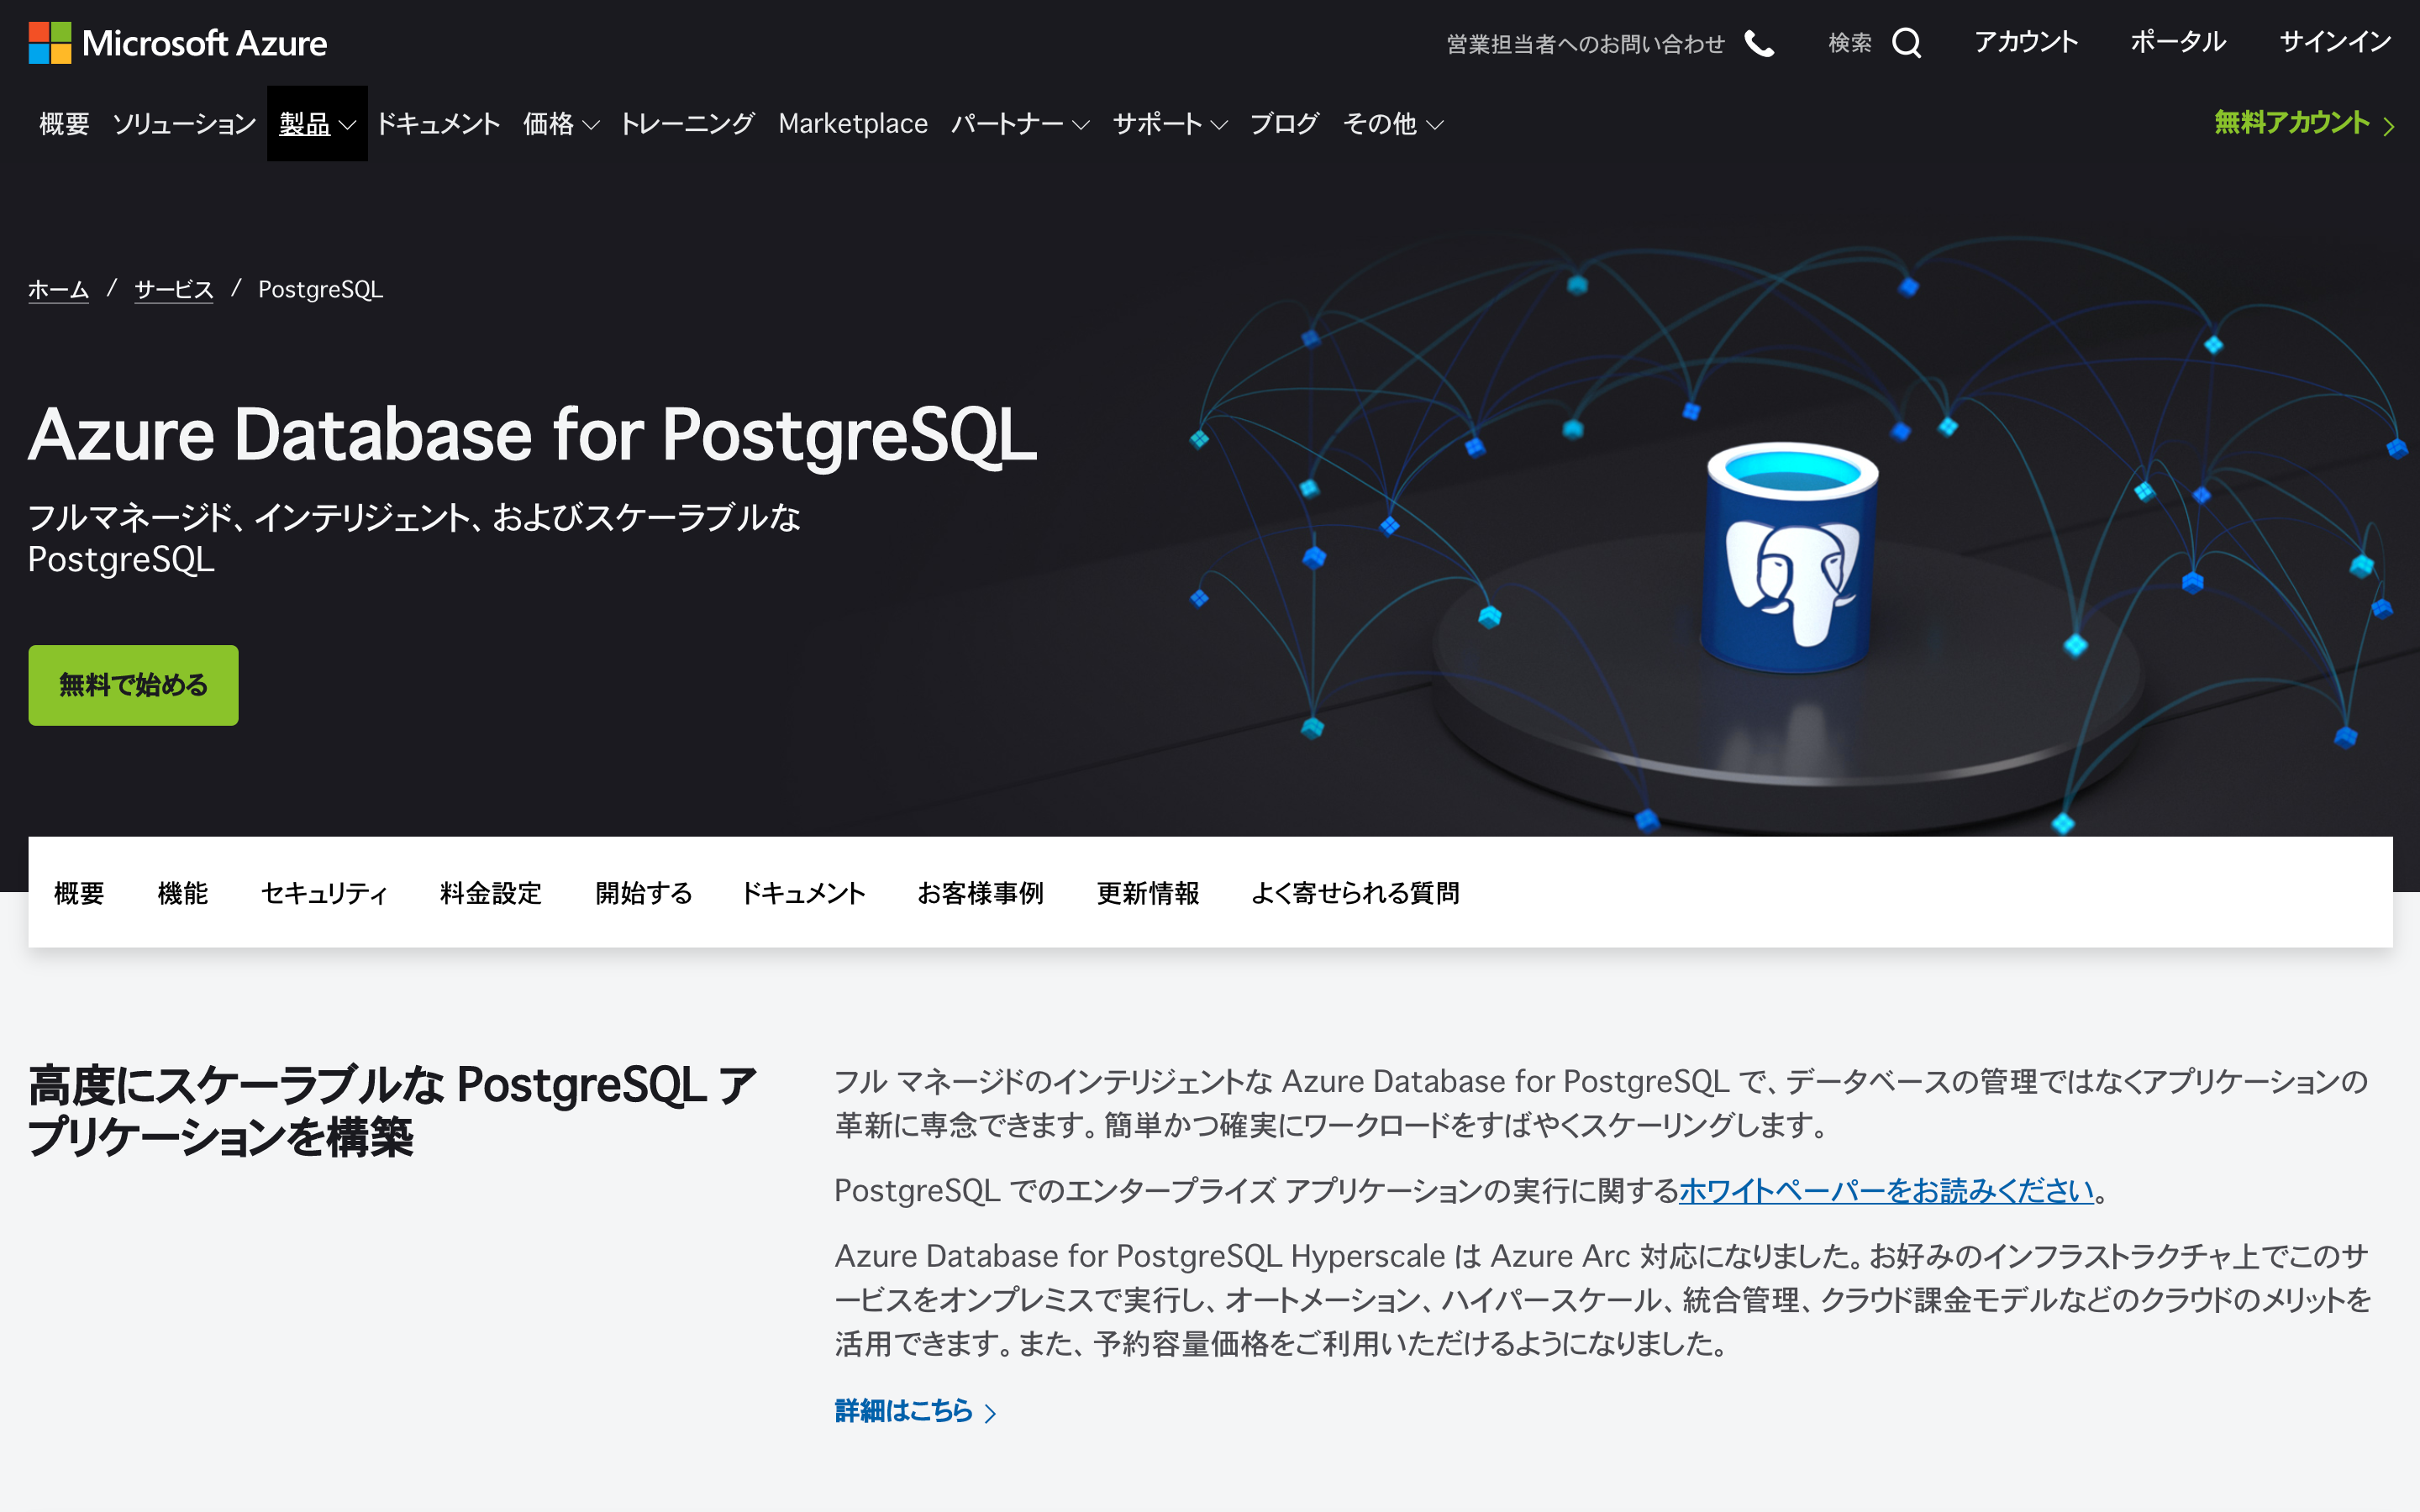 Microsoft Azure
営業担当者へのお問い合わせ
検索
アカウント
ポータル
サインイン
概要 ソリューション 製品 ドキュメント 価格 トレーニング Marketplace パートナー サポート ブログ その他
無料アカウント
ホーム / サービス / PostgreSQL
Azure Database for PostgreSQL
フルマネージド、インテリジェント、およびスケーラブルな
PostgreSQL
無料で始める
概要 機能 セキュリティ 料金設定 開始する ドキュメント お客様事例 更新情報 よく寄せられる質問
高度にスケーラブルな PostgreSQL ア
プリケーションを構築
フル マネージドのインテリジェントな Azure Database for PostgreSQL で、データベースの管理ではなくアプリケーションの
革新に専念できます。簡単かつ確実にワークロードをすばやくスケーリングします。
PostgreSQL でのエンタープライズ アプリケーションの実行に関するホワイトペーパーをお読みください。
Azure Database for PostgreSQL Hyperscale は Azure Arc 対応になりました。お好みのインフラストラクチャ上でこのサ
ービスをオンプレミスで実行し、オートメーション、ハイパースケール、統合管理、クラウド課金モデルなどのクラウドのメリットを
活用できます。また、予約容量価格をご利用いただけるようになりました。
詳細はこちら